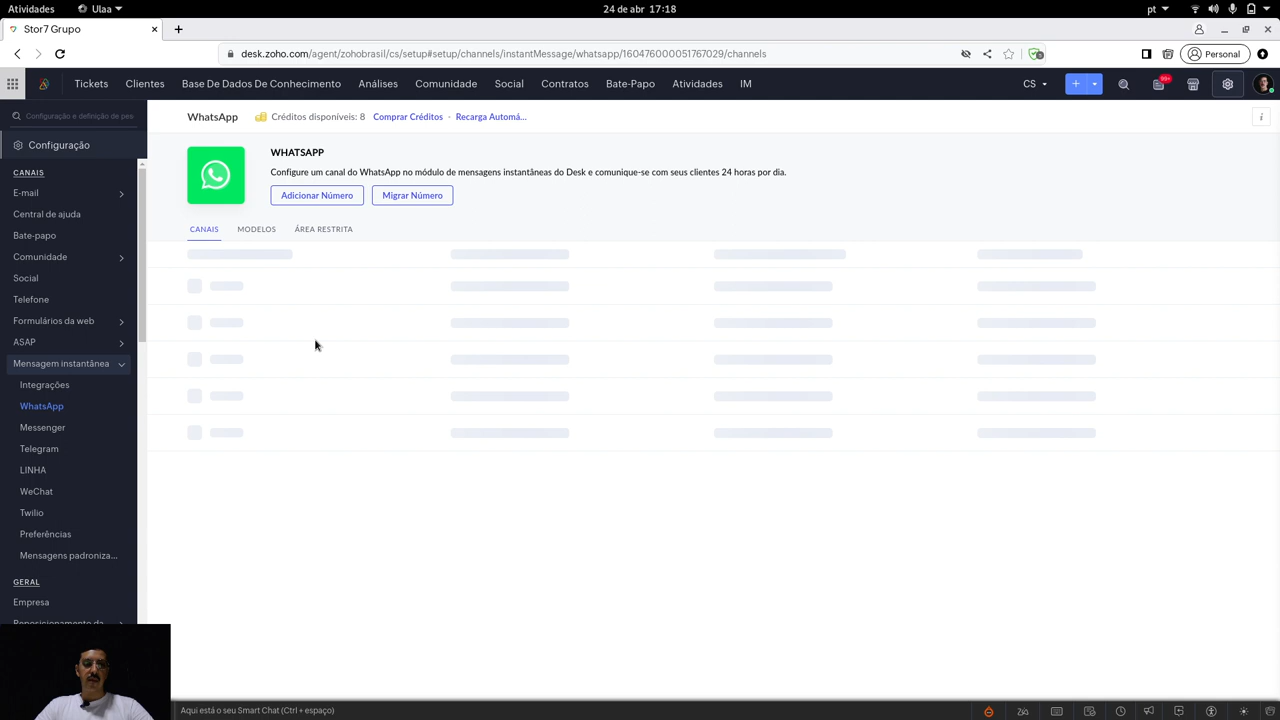 Atividades
Ulaa
24 de abr 17:18
pt
Stor7 Grupo
desk.zoho.com/agent/zohobrasil/cs/setup#setup/channels/instantMessage/whatsapp/160476000051767029/channels
Personal
Tickets
Clientes
Base De Dados De Conhecimento
Análises
Comunidade
Social
Contratos
Bate-Papo
Atividades
IM
CS
99+
Configuração e definição de pes
Configuração
CANAIS
E-mail
Central de ajuda
Bate-papo
Comunidade
Social
Telefone
Formulários da web
ASAP
Mensagem instantânea
Integrações
WhatsApp
Messenger
Telegram
LINHA
WeChat
Twilio
Preferências
Mensagens padroniza...
GERAL
Empresa
Reposicionamento da
WhatsApp
Créditos disponíveis: 8
Comprar Créditos
Recarga Automá...
WHATSAPP
Configure um canal do WhatsApp no módulo de mensagens instantâneas do Desk e comunique-se com seus clientes 24 horas por dia.
Adicionar Número
Migrar Número
CANAIS
MODELOS
ÁREA RESTRITA
Aqui está o seu Smart Chat (Ctrl + espaço)